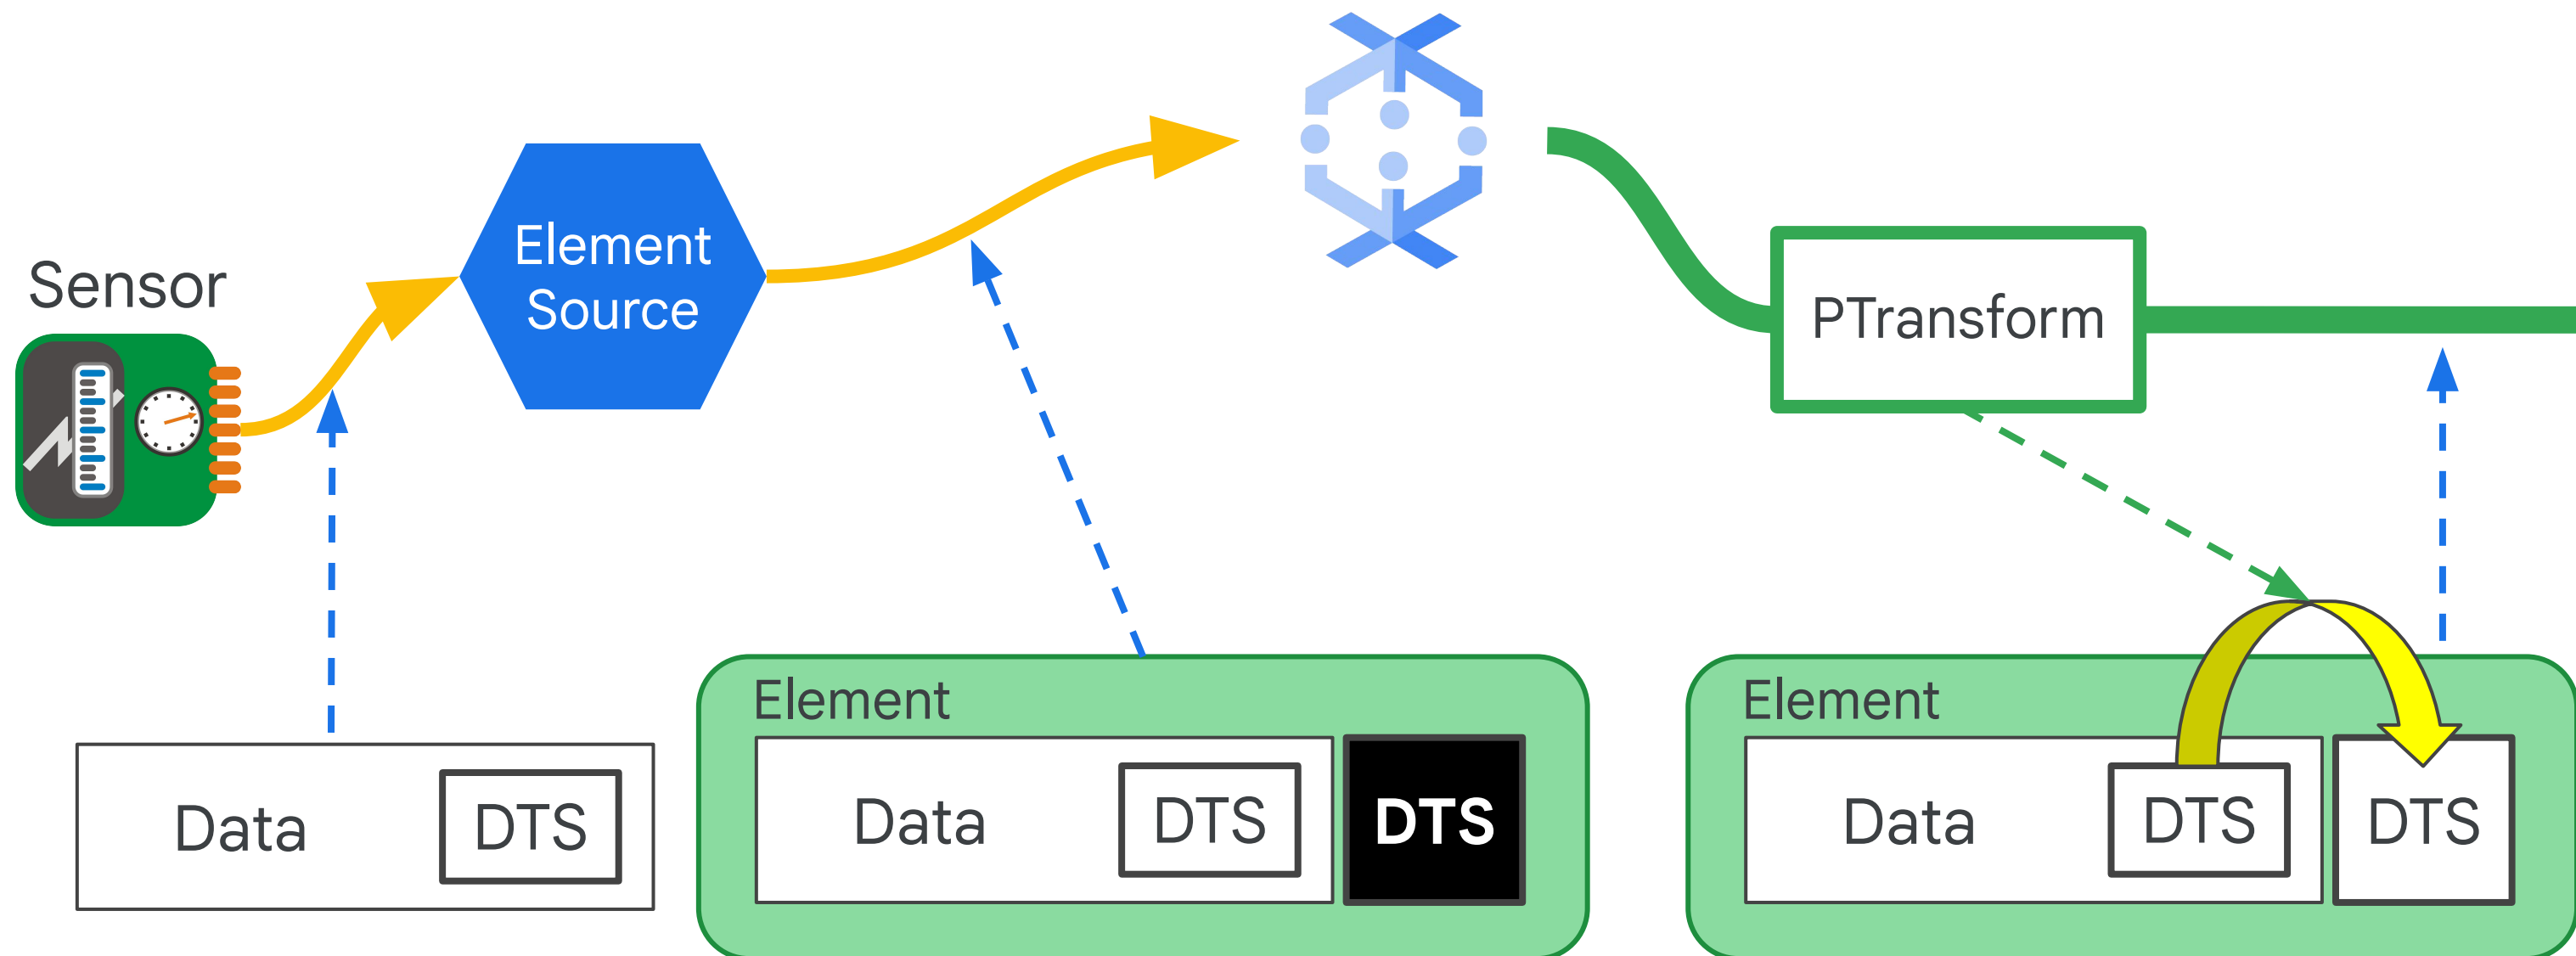 Sensor
Element
Source
PTransform
Data
DTS
Element
Data
DTS
DTS
Element
Data
DTS
DTS